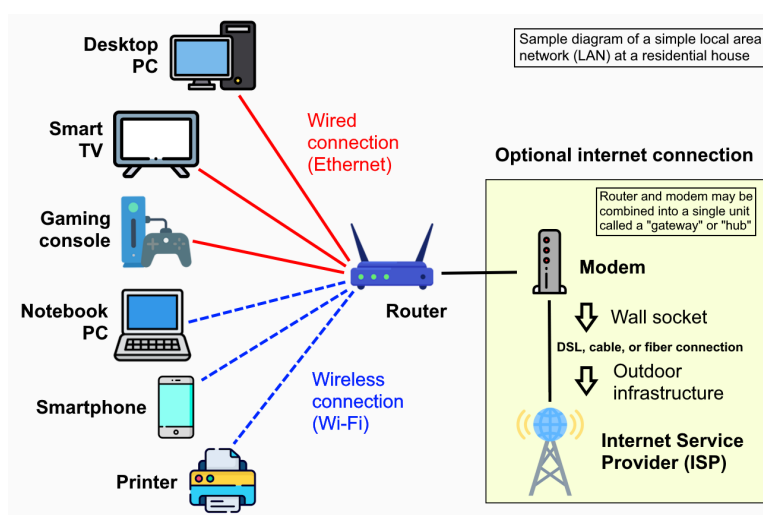 Desktop
PC
Sample diagram of a simple local area
network (LAN) at a residential house
Smart
TV
Wired
connection
(Ethernet)
Optional internet connection
Gaming
console
Router and modem may be
combined into a single unit
called a "gateway" or "hub"
Modem
Notebook
PC
Router
Wall socket
DSL, cable, or fiber connection
Smartphone
Wireless
connection
(Wi-Fi)
Outdoor
infrastructure
Printer
Internet Service
Provider (ISP)